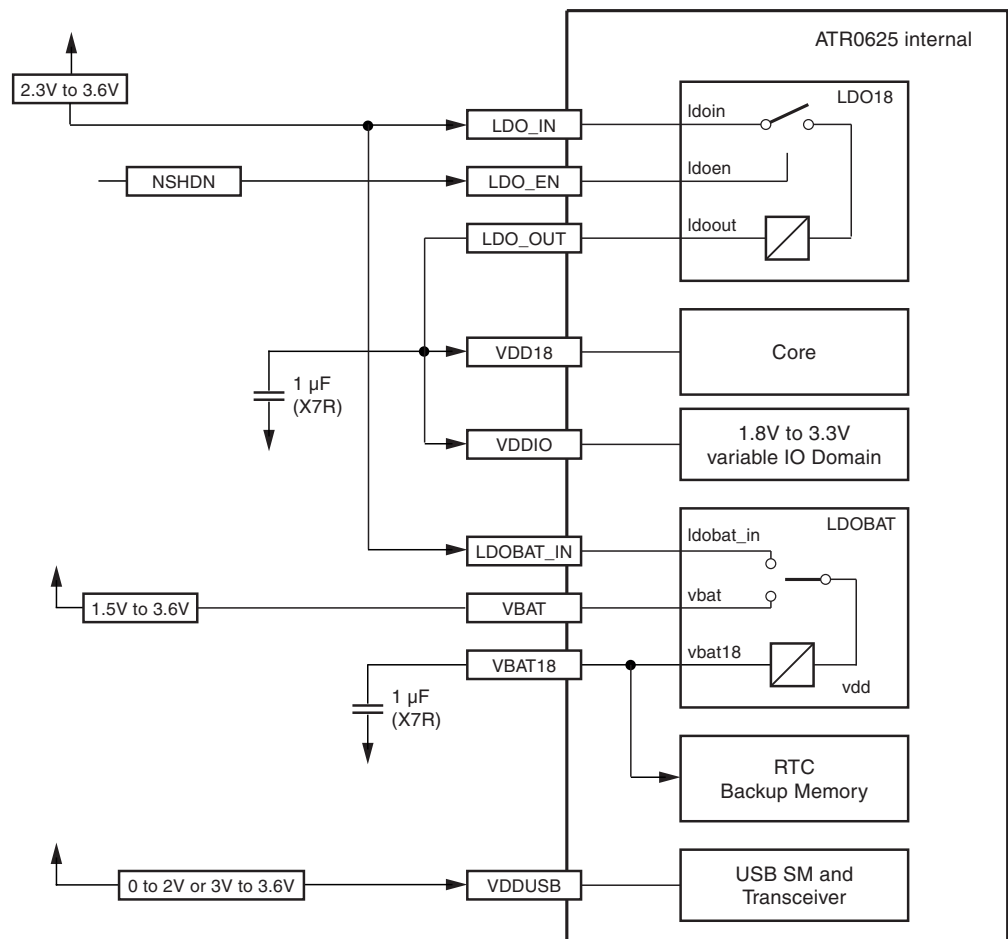 ATR0625 internal
2.3V to 3.6V
LDO18
LDO_IN
ldoin
NSHDN
LDO_EN
ldoen
LDO_OUT
ldoout
VDD18
Core
1 µF
(X7R)
VDDIO
1.8V to 3.3V
variable IO Domain
LDOBAT
LDOBAT_IN
ldobat_in
1.5V to 3.6V
VBAT
vbat
VBAT18
vbat18
vdd
1 µF
(X7R)
RTC
Backup Memory
0 to 2V or 3V to 3.6V
VDDUSB
USB SM and
Transceiver